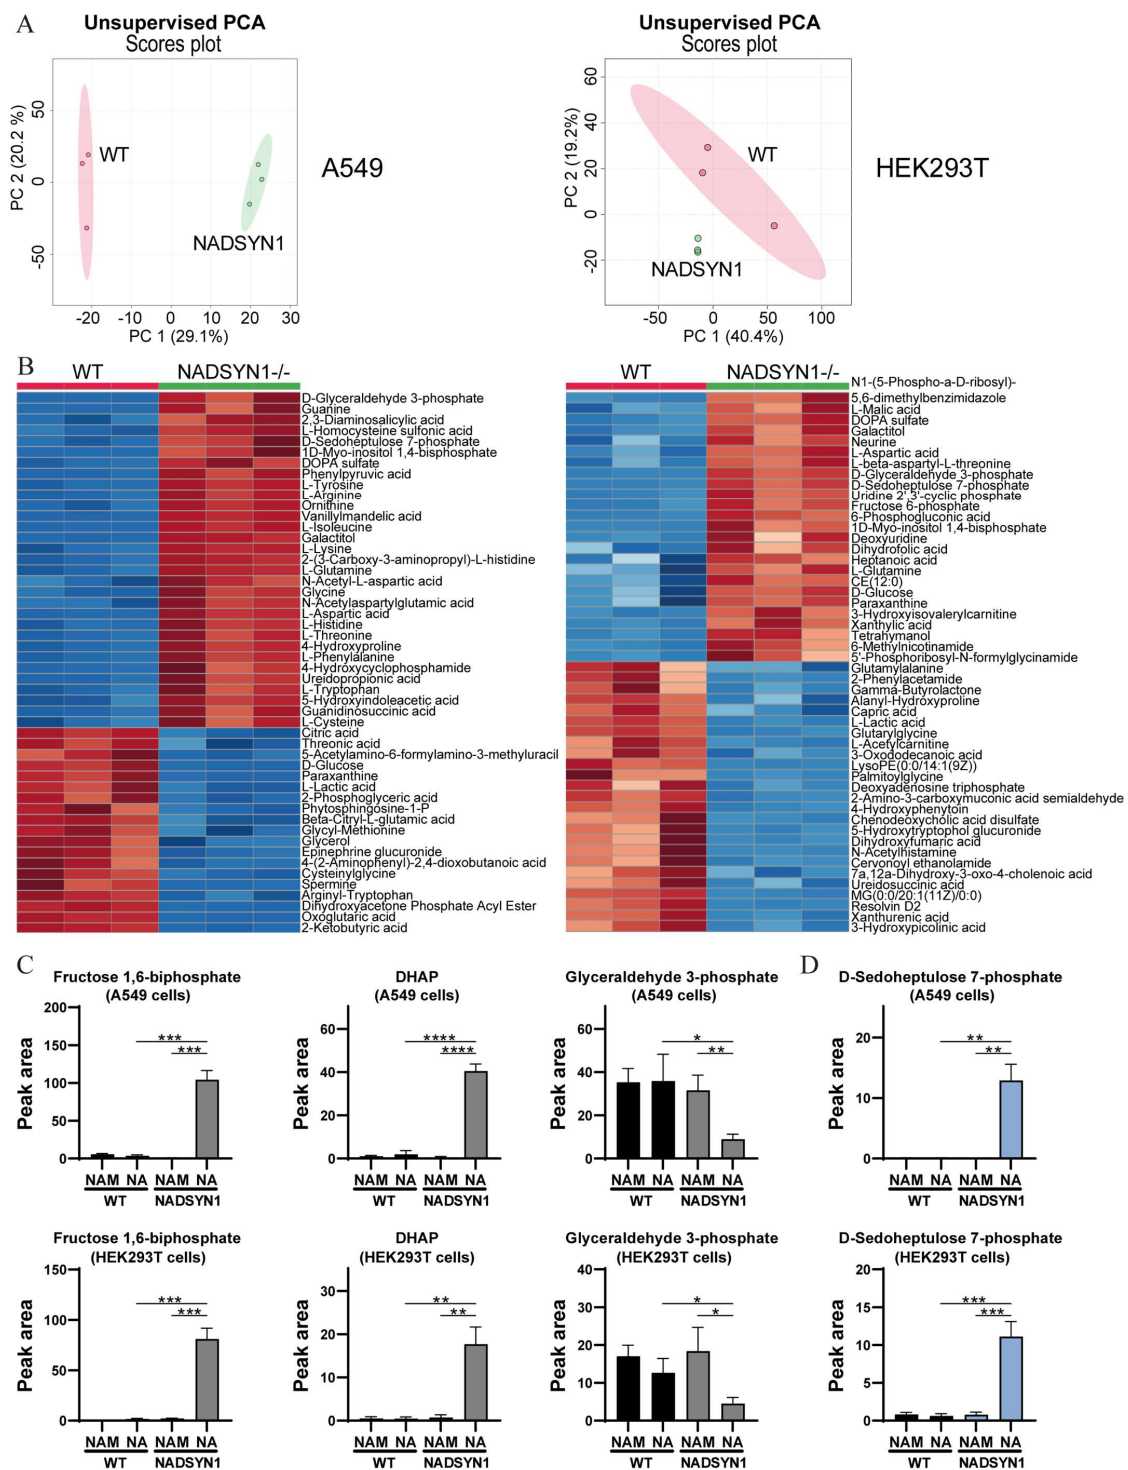 A
Unsupervised PCA
Scores plot
PC 2 (20.2 %)
50
0
-50
WT
NADSYN1
-20 -10 0 10 20 30
PC 1 (29.1%)
A549
Unsupervised PCA
Scores plot
PC 2 (19.2%)
60
40
20
0
-20
WT
NADSYN1
-50 0 50 100
PC 1 (40.4%)
HEK293T
B
WT NADSYN1-/-
D-Glyceraldehyde 3-phosphate
Guanine
2,3-Diaminosalicylic acid
L-Homocysteine sulfonic acid
D-Sedoheptulose 7-phosphate
1D-Myo-inositol 1,4-bisphosphate
DOPA sulfate
Phenylpyruvic acid
L-Tyrosine
L-Arginine
Ornithine
Vanillylmandelic acid
L-Isoleucine
Galactitol
L-Lysine
2-(3-Carboxy-3-aminopropyl)-L-histidine
L-Glutamine
N-Acetyl-L-aspartic acid
Glycine
N-Acetylaspartylglutamic acid
L-Aspartic acid
L-Histidine
L-Threonine
4-Hydroxyproline
L-Phenylalanine
4-Hydroxycyclophosphamide
Ureidopropionic acid
L-Tryptophan
5-Hydroxyindoleacetic acid
Guanidinosuccinic acid
L-Cysteine
Citric acid
Threonic acid
5-Acetylamino-6-formylamino-3-methyluracil
D-Glucose
Paraxanthine
L-Lactic acid
2-Phosphoglyceric acid
Phytosphingosine-1-P
Beta-Citryl-L-glutamic acid
Glycyl-Methionine
Glycerol
Epinephrine glucuronide
4-(2-Aminophenyl)-2,4-dioxobutanoic acid
Cysteinylglycine
Spermine
Arginyl-Tryptophan
Dihydroxyacetone Phosphate Acyl Ester
Oxoglutaric acid
2-Ketobutyric acid
WT NADSYN1-/-
N1-(5-Phospho-a-D-ribosyl)-
5,6-dimethylbenzimidazole
L-Malic acid
DOPA sulfate
Galactitol
Neurine
L-Aspartic acid
L-beta-aspartyl-L-threonine
D-Glyceraldehyde 3-phosphate
D-Sedoheptulose 7-phosphate
Uridine 2',3'-cyclic phosphate
Fructose 6-phosphate
6-Phosphogluconic acid
1D-Myo-inositol 1,4-bisphosphate
Deoxyuridine
Dihydrofolic acid
Heptanoic acid
L-Glutamine
CE(12:0)
D-Glucose
Paraxanthine
3-Hydroxyisovalerylcarnitine
Xanthylic acid
Tetrahymanol
6-Methylnicotinamide
5'-Phosphoribosyl-N-formylglycinamide
Glutamylalanine
2-Phenylacetamide
Gamma-Butyrolactone
Alanyl-Hydroxyproline
Capric acid
L-Lactic acid
Glutarylglycine
L-Acetylcarnitine
3-Oxododecanoic acid
LysoPE(0:0/14:1(9Z))
Palmitoylglycine
Deoxyadenosine triphosphate
2-Amino-3-carboxymuconic acid semialdehyde
4-Hydroxyphenytoin
Chenodeoxycholic acid disulfate
5-Hydroxytryptophol glucuronide
Dihydroxyfumaric acid
N-Acetylhistamine
Cervonoyl ethanolamide
7a,12a-Dihydroxy-3-oxo-4-cholenoic acid
Ureidosuccinic acid
MG(0:0/20:1(11Z)/0:0)
Resolvin D2
Xanthurenic acid
3-Hydroxypicolinic acid
C
Fructose 1,6-biphosphate
(A549 cells)
Peak area
200
150
100
50
0
***
***
NAM NA NAM NA
WT NADSYN1
DHAP
(A549 cells)
Peak area
60
40
20
0
****
****
NAM NA NAM NA
WT NADSYN1
Glyceraldehyde 3-phosphate
(A549 cells)
Peak area
60
40
20
0
*
**
NAM NA NAM NA
WT NADSYN1
D
D-Sedoheptulose 7-phosphate
(A549 cells)
Peak area
20
10
0
**
**
NAM NA NAM NA
WT NADSYN1
Fructose 1,6-biphosphate
(HEK293T cells)
Peak area
150
100
50
0
***
***
NAM NA NAM NA
WT NADSYN1
DHAP
(HEK293T cells)
Peak area
30
20
10
0
**
**
NAM NA NAM NA
WT NADSYN1
Glyceraldehyde 3-phosphate
(HEK293T cells)
Peak area
40
30
20
10
0
*
*
NAM NA NAM NA
WT NADSYN1
D-Sedoheptulose 7-phosphate
(HEK293T cells)
Peak area
20
15
10
5
0
***
***
NAM NA NAM NA
WT NADSYN1